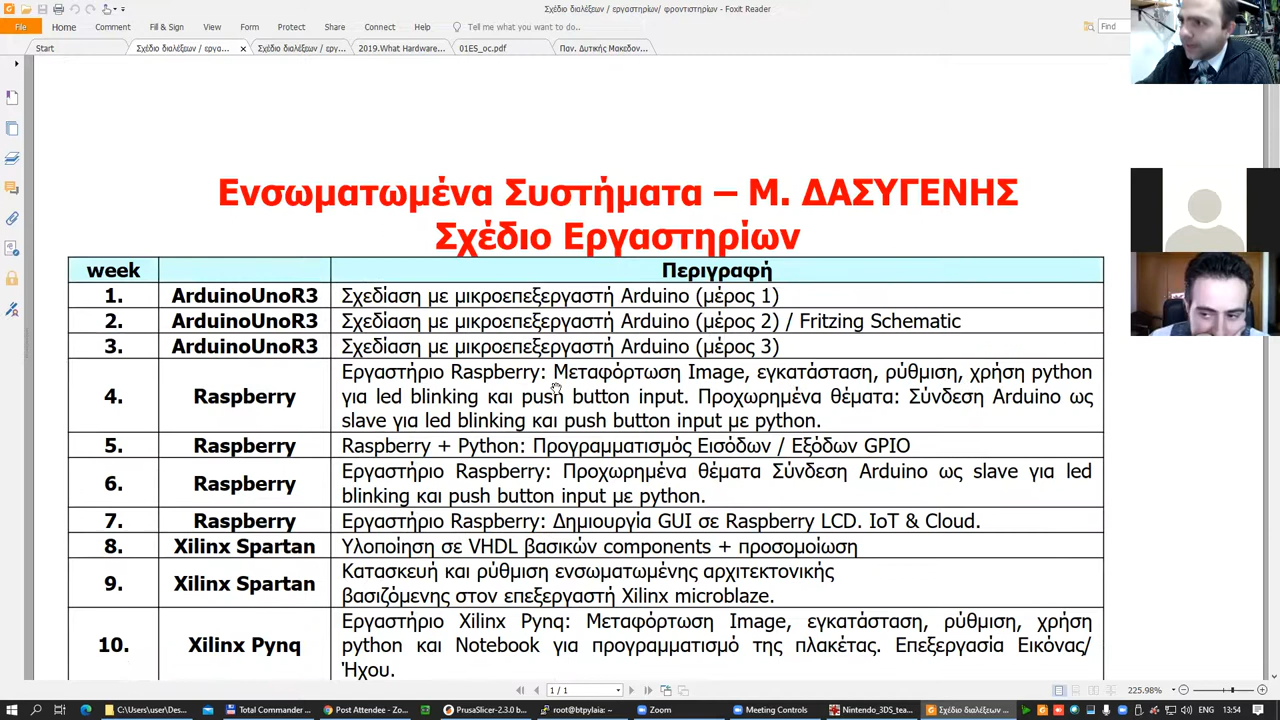 Σχέδιο διαλέξεων / εργαστηρίων/ φροντιστηρίων - Foxit Reader
File Home Comment Fill & Sign View Form Protect Share Connect Help Tell me what you want to do... Find
Start Σχέδιο διαλέξεων / εργα... Σχέδιο διαλέξεων / εργ... 2019.What Hardware... 01ES_oc.pdf Παν. Δυτικής Μακεδον...
Ενσωματωμένα Συστήματα – Μ. ΔΑΣΥΓΕΝΗΣ
Σχέδιο Εργαστηρίων
week Περιγραφή
1. ArduinoUnoR3 Σχεδίαση με μικροεπεξεργαστή Arduino (μέρος 1)
2. ArduinoUnoR3 Σχεδίαση με μικροεπεξεργαστή Arduino (μέρος 2) / Fritzing Schematic
3. ArduinoUnoR3 Σχεδίαση με μικροεπεξεργαστή Arduino (μέρος 3)
4. Raspberry Εργαστήριο Raspberry: Μεταφόρτωση Image, εγκατάσταση, ρύθμιση, χρήση python
για led blinking και push button input. Προχωρημένα θέματα: Σύνδεση Arduino ως
slave για led blinking και push button input με python.
5. Raspberry Raspberry + Python: Προγραμματισμός Εισόδων / Εξόδων GPIO
6. Raspberry Εργαστήριο Raspberry: Προχωρημένα θέματα Σύνδεση Arduino ως slave για led
blinking και push button input με python.
7. Raspberry Εργαστήριο Raspberry: Δημιουργία GUI σε Raspberry LCD. IoT & Cloud.
8. Xilinx Spartan Υλοποίηση σε VHDL βασικών components + προσομοίωση
9. Xilinx Spartan Κατασκευή και ρύθμιση ενσωματωμένης αρχιτεκτονικής
βασιζόμενης στον επεξεργαστή Xilinx microblaze.
10. Xilinx Pynq Εργαστήριο Xilinx Pynq: Μεταφόρτωση Image, εγκατάσταση, ρύθμιση, χρήση
python και Notebook για προγραμματισμό της πλακέτας. Επεξεργασία Εικόνας/
Ήχου.
1 / 1 225.98%
C:\Users\user\Des... Total Commander ... Post Attendee - Zo... PrusaSlicer-2.3.0 b... root@btpylaia: ~ Zoom Meeting Controls Nintendo_3DS_tea... Σχέδιο διαλέξεων ... ENG 13:54